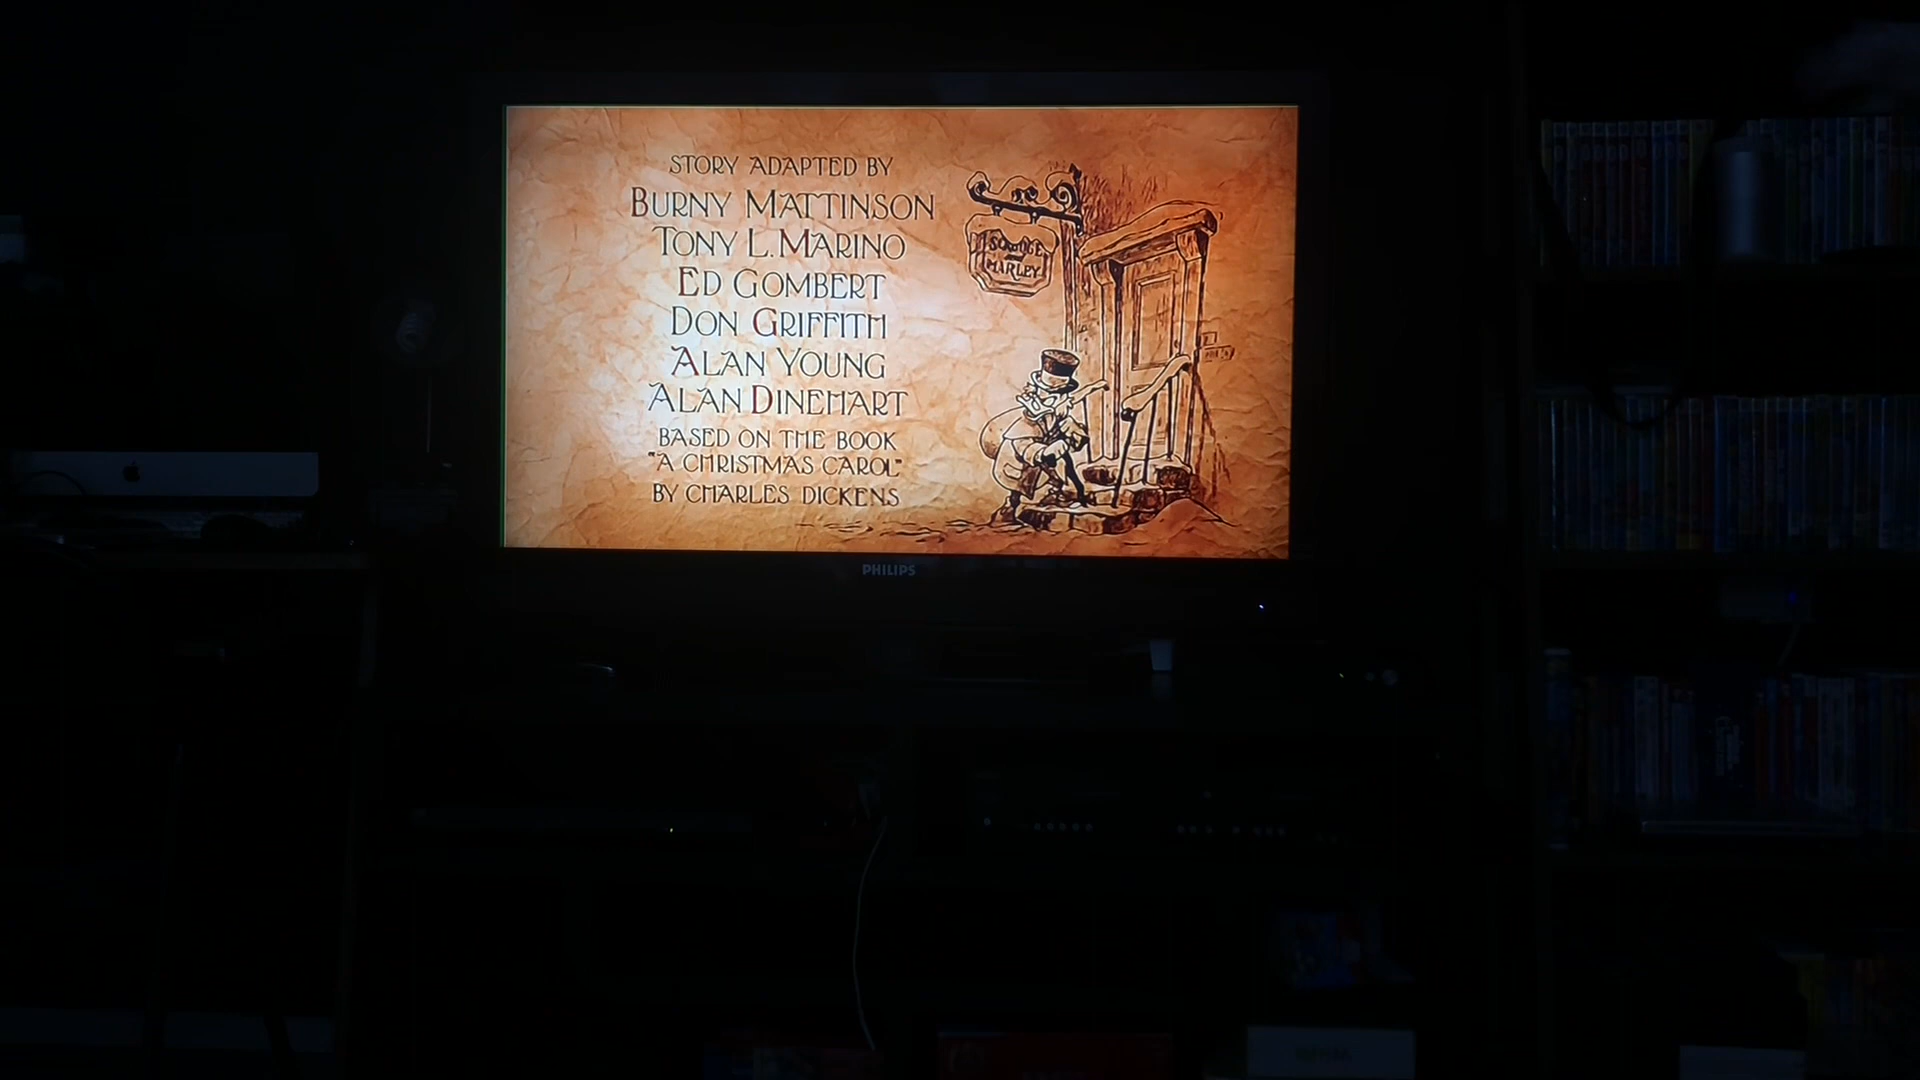 STORY ADAPTED BY
BURNY MATTINSON
TONY L. MARINO
ED GOMBERT
DON GRIFFITH
ALAN YOUNG
ALAN DINEHART
BASED ON THE BOOK
"A CHRISTMAS CAROL"
BY CHARLES DICKENS
SCROOGE
AND
MARLEY
PHILIPS